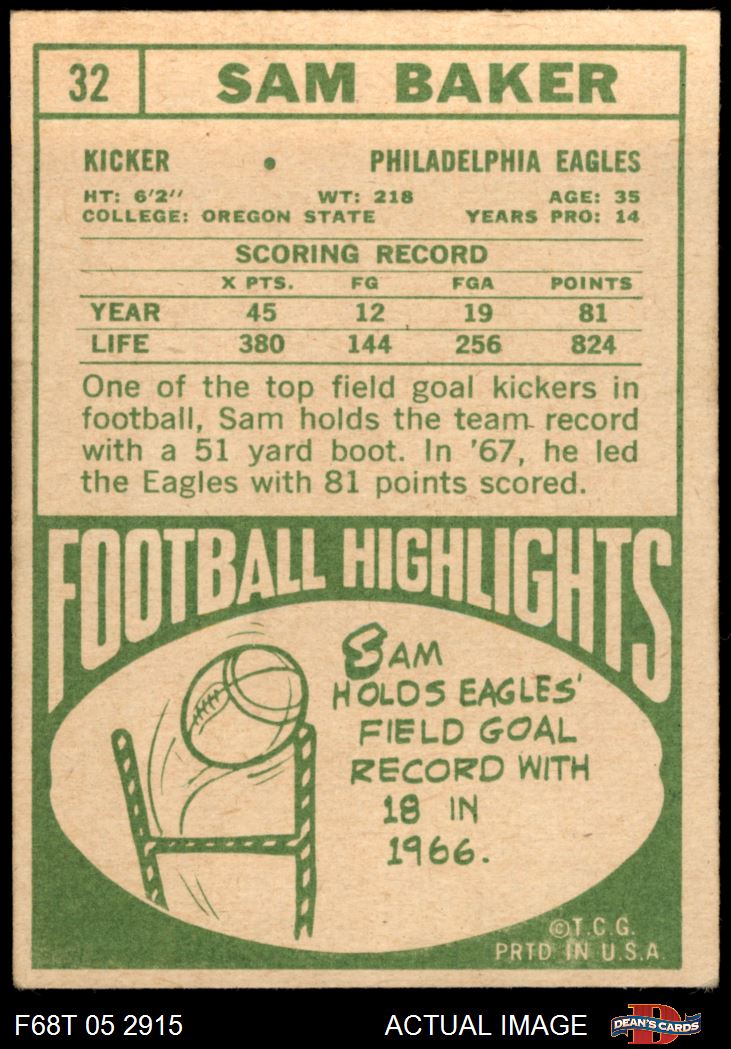 32 SAM BAKER
KICKER • PHILADELPHIA EAGLES
HT: 6'2" WT: 218 AGE: 35
COLLEGE: OREGON STATE YEARS PRO: 14
SCORING RECORD
X PTS. FG FGA POINTS
YEAR 45 12 19 81
LIFE 380 144 256 824
One of the top field goal kickers in
football, Sam holds the team record
with a 51 yard boot. In '67, he led
the Eagles with 81 points scored.
FOOTBALL HIGHLIGHTS
SAM
HOLDS EAGLES'
FIELD GOAL
RECORD WITH
18 IN
1966.
©T.C.G.
PRTD IN U.S.A.
F68T 05 2915 ACTUAL IMAGE
D
DEAN'S CARDS